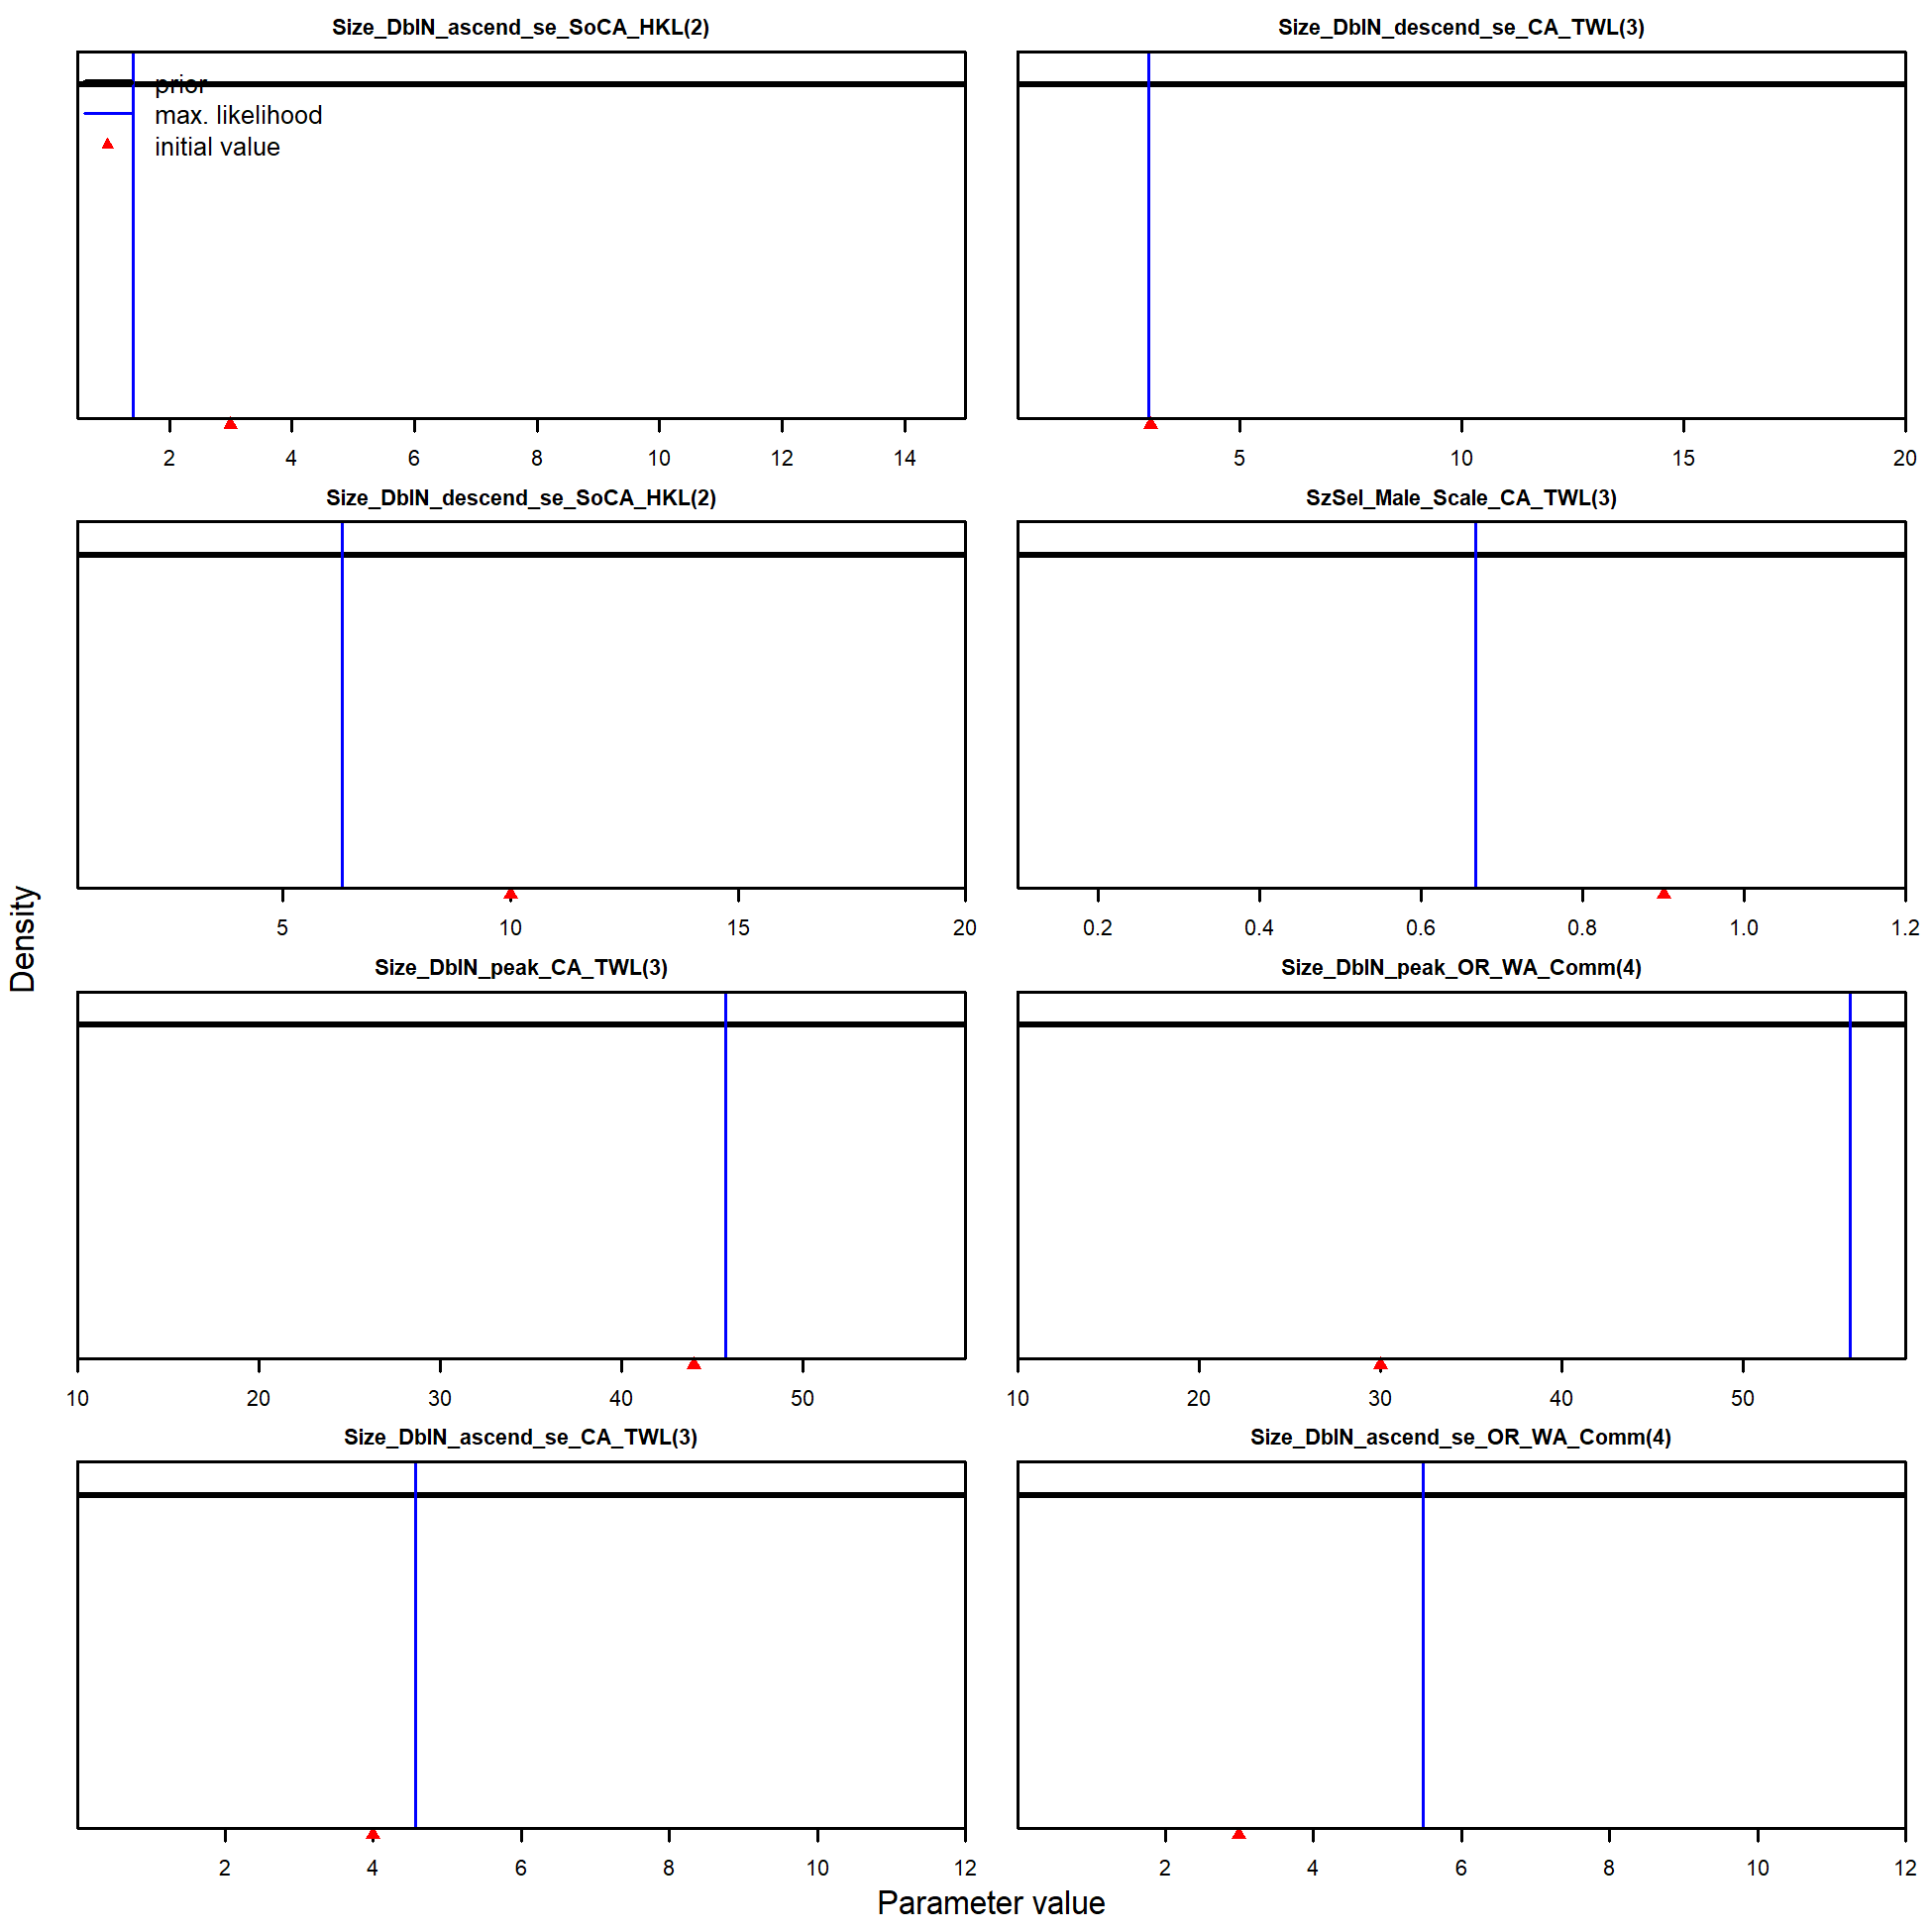 Size_DblN_ascend_se_SoCA_HKL(2)
prior
max. likelihood
initial value
2 4 6 8 10 12 14
Size_DblN_descend_se_CA_TWL(3)
5 10 15 20
Size_DblN_descend_se_SoCA_HKL(2)
5 10 15 20
SzSel_Male_Scale_CA_TWL(3)
0.2 0.4 0.6 0.8 1.0 1.2
Size_DblN_peak_CA_TWL(3)
10 20 30 40 50
Size_DblN_peak_OR_WA_Comm(4)
10 20 30 40 50
Size_DblN_ascend_se_CA_TWL(3)
2 4 6 8 10 12
Size_DblN_ascend_se_OR_WA_Comm(4)
2 4 6 8 10 12
Density
Parameter value